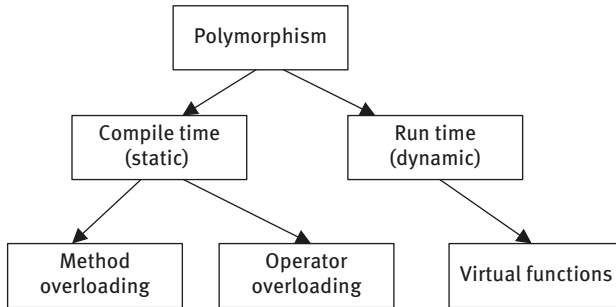 Polymorphism
Compile time
(static)
Run time
(dynamic)
Method
overloading
Operator
overloading
Virtual functions